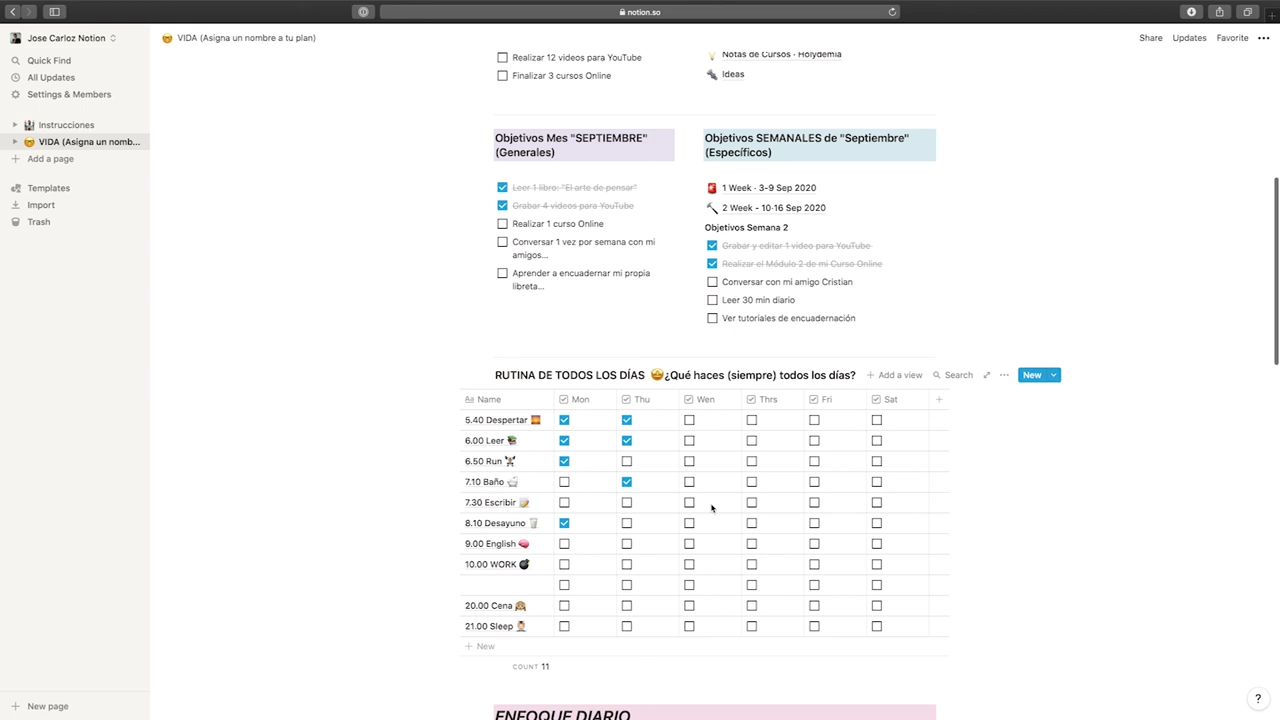 notion.so
Jose Carloz Notion
VIDA (Asigna un nombre a tu plan)
Share
Updates
Favorite
Quick Find
All Updates
Settings & Members
Instrucciones
VIDA (Asigna un nomb...
Add a page
Templates
Import
Trash
Realizar 12 videos para YouTube
Finalizar 3 cursos Online
Notas de Cursos - Holydemia
Ideas
Objetivos Mes "SEPTIEMBRE"
(Generales)
Leer 1 libro: "El arte de pensar"
Grabar 4 videos para YouTube
Realizar 1 curso Online
Conversar 1 vez por semana con mi
amigos...
Aprender a encuadernar mi propia
libreta...
Objetivos SEMANALES de "Septiembre"
(Específicos)
1 Week - 3-9 Sep 2020
2 Week - 10-16 Sep 2020
Objetivos Semana 2
Grabar y editar 1 video para YouTube
Realizar el Módulo 2 de mi Curso Online
Conversar con mi amigo Cristian
Leer 30 min diario
Ver tutoriales de encuadernación
RUTINA DE TODOS LOS DÍAS 🤩¿Qué haces (siempre) todos los días?
Add a view
Search
New
Aa Name Mon Thu Wen Thrs Fri Sat
5.40 Despertar
6.00 Leer
6.50 Run
7.10 Baño
7.30 Escribir
8.10 Desayuno
9.00 English
10.00 WORK
20.00 Cena
21.00 Sleep
New
COUNT 11
ENFOQUE DIARIO
New page
?